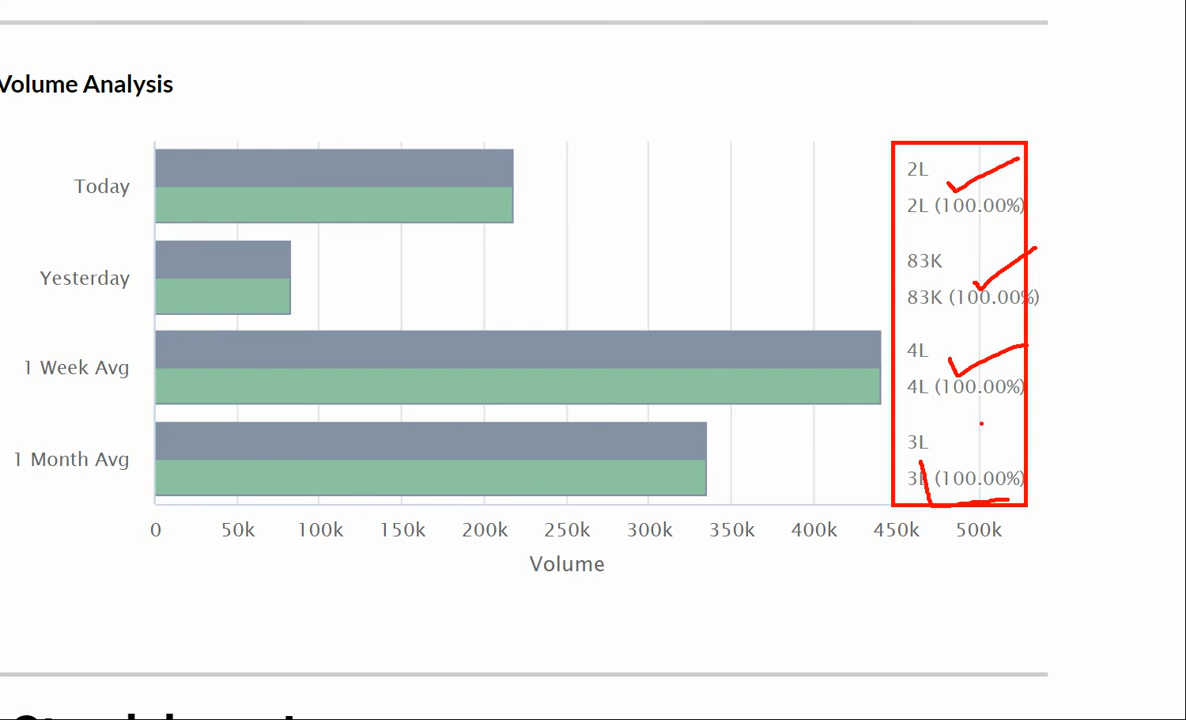 Volume Analysis
Today
2L
2L (100.00%)
Yesterday
83K
83K (100.00%)
1 Week Avg
4L
4L (100.00%)
1 Month Avg
3L
3L (100.00%)
0 50k 100k 150k 200k 250k 300k 350k 400k 450k 500k
Volume